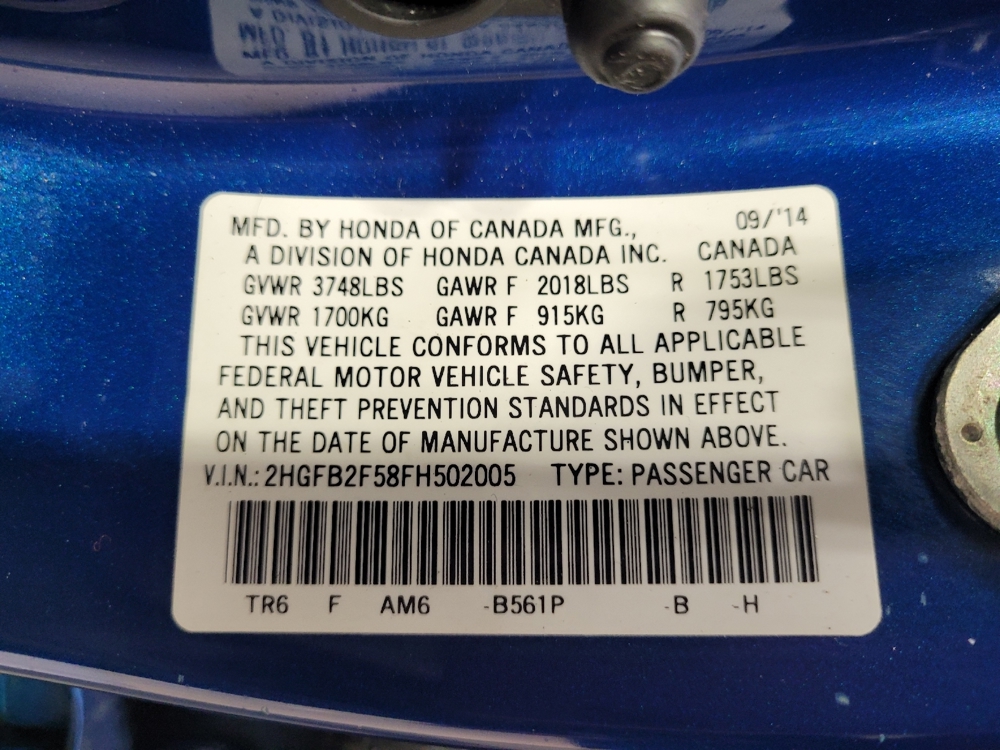 MFD. BY HONDA OF CANADA MFG., 09/'14
A DIVISION OF HONDA CANADA INC. CANADA
GVWR 3748LBS GAWR F 2018LBS R 1753LBS
GVWR 1700KG GAWR F 915KG R 795KG
THIS VEHICLE CONFORMS TO ALL APPLICABLE
FEDERAL MOTOR VEHICLE SAFETY, BUMPER,
AND THEFT PREVENTION STANDARDS IN EFFECT
ON THE DATE OF MANUFACTURE SHOWN ABOVE.
V.I.N.: 2HGFB2F58FH502005 TYPE: PASSENGER CAR
TR6 F AM6 -B561P -B -H